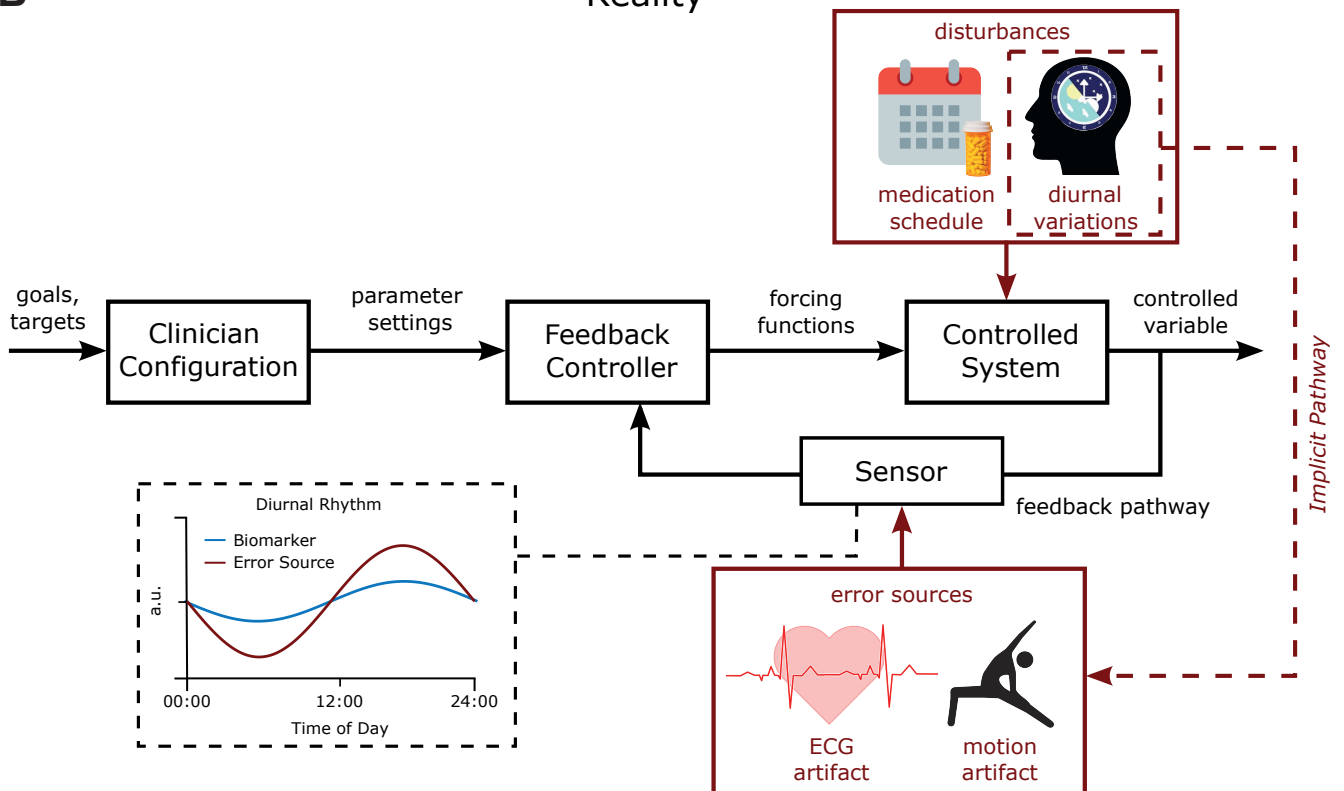 B
Reality
disturbances
medication
schedule
diurnal
variations
goals,
targets
Clinician
Configuration
parameter
settings
Feedback
Controller
forcing
functions
Controlled
System
controlled
variable
Implicit Pathway
Sensor
feedback pathway
Diurnal Rhythm
Biomarker
Error Source
a.u.
00:00
12:00
24:00
Time of Day
error sources
ECG
artifact
motion
artifact